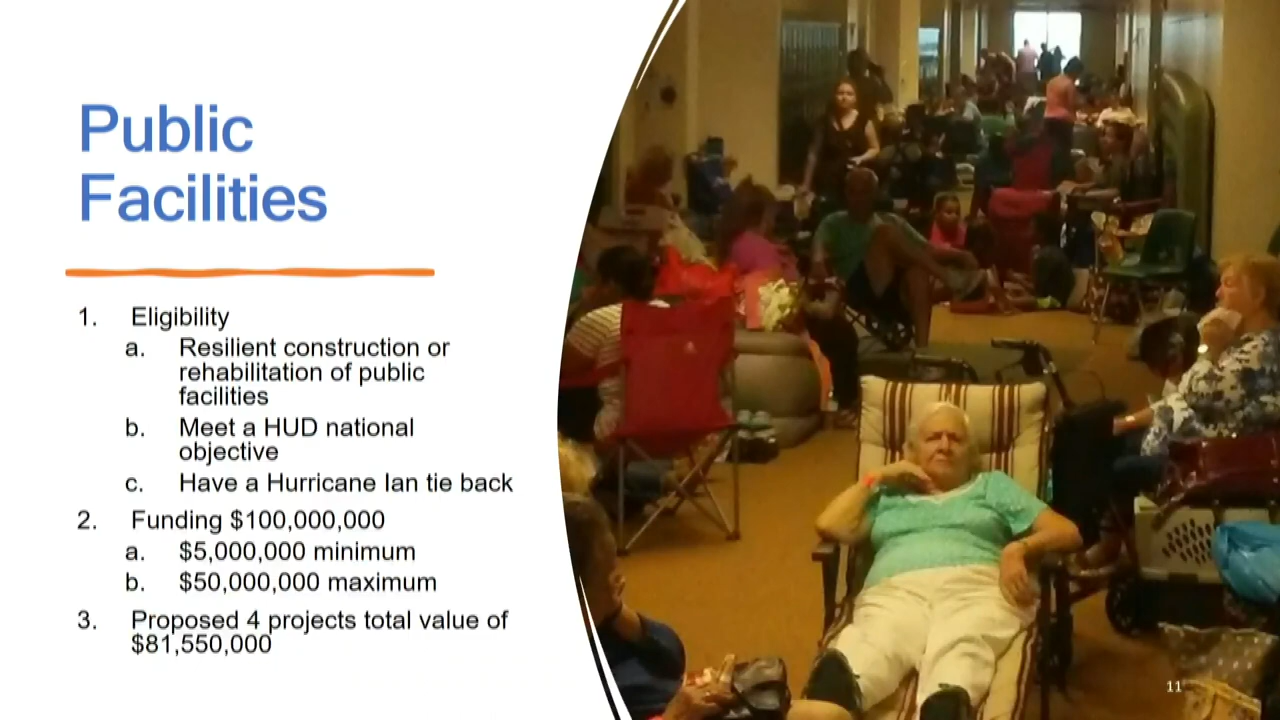 Public
Facilities
1. Eligibility
a. Resilient construction or
rehabilitation of public
facilities
b. Meet a HUD national
objective
c. Have a Hurricane Ian tie back
2. Funding $100,000,000
a. $5,000,000 minimum
b. $50,000,000 maximum
3. Proposed 4 projects total value of
$81,550,000
11